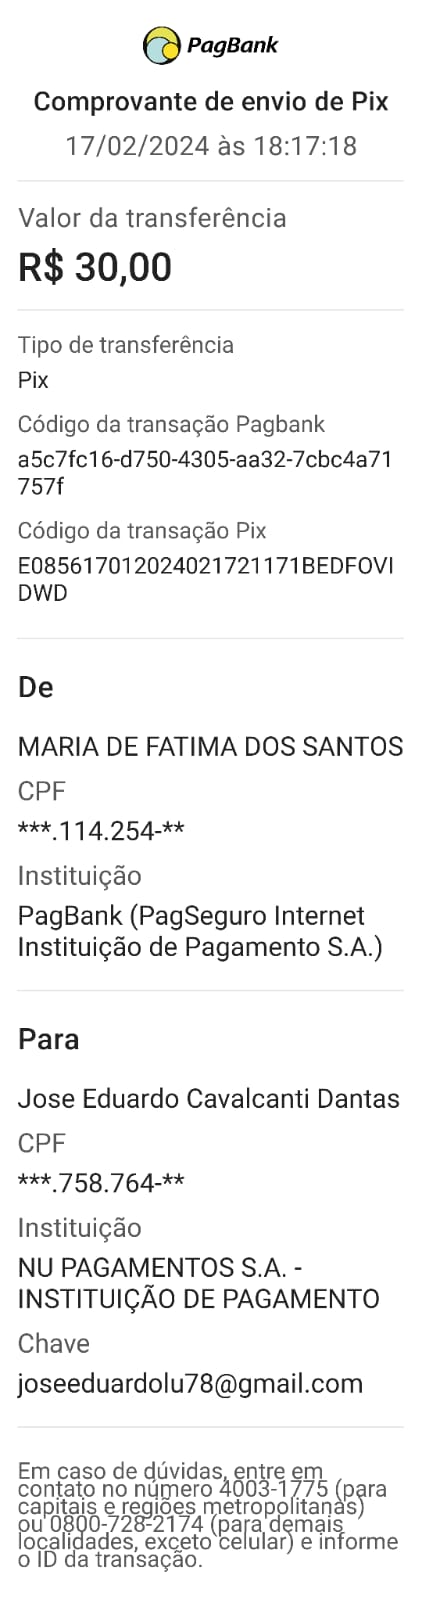 PagBank
Comprovante de envio de Pix
17/02/2024 às 18:17:18
Valor da transferência
R$ 30,00
Tipo de transferência
Pix
Código da transação Pagbank
a5c7fc16-d750-4305-aa32-7cbc4a71
757f
Código da transação Pix
E085617012024021721171BEDFOVI
DWD
De
MARIA DE FATIMA DOS SANTOS
CPF
***.114.254-**
Instituição
PagBank (PagSeguro Internet
Instituição de Pagamento S.A.)
Para
Jose Eduardo Cavalcanti Dantas
CPF
***.758.764-**
Instituição
NU PAGAMENTOS S.A. -
INSTITUIÇÃO DE PAGAMENTO
Chave
joseeduardolu78@gmail.com
Em caso de dúvidas, entre em
contato no número 4003-1775 (para
capitais e regiões metropolitanas)
ou 0800-728-2174 (para demais
localidades, exceto celular) e informe
o ID da transação.